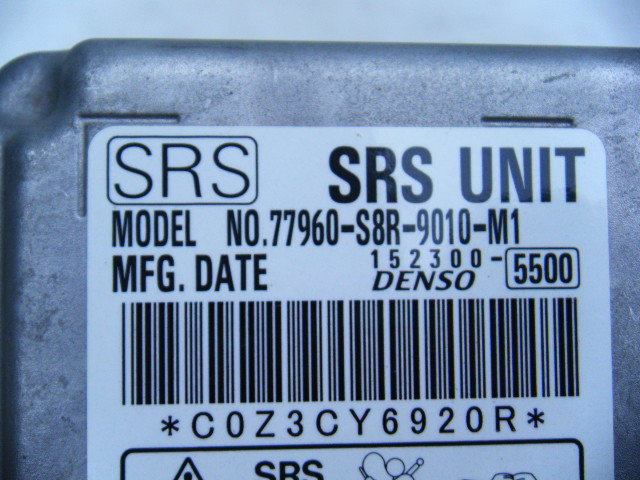 SRS SRS UNIT
MODEL NO.77960-S8R-9010-M1
MFG. DATE 152300-5500
DENSO
*C0Z3CY6920R*
SRS